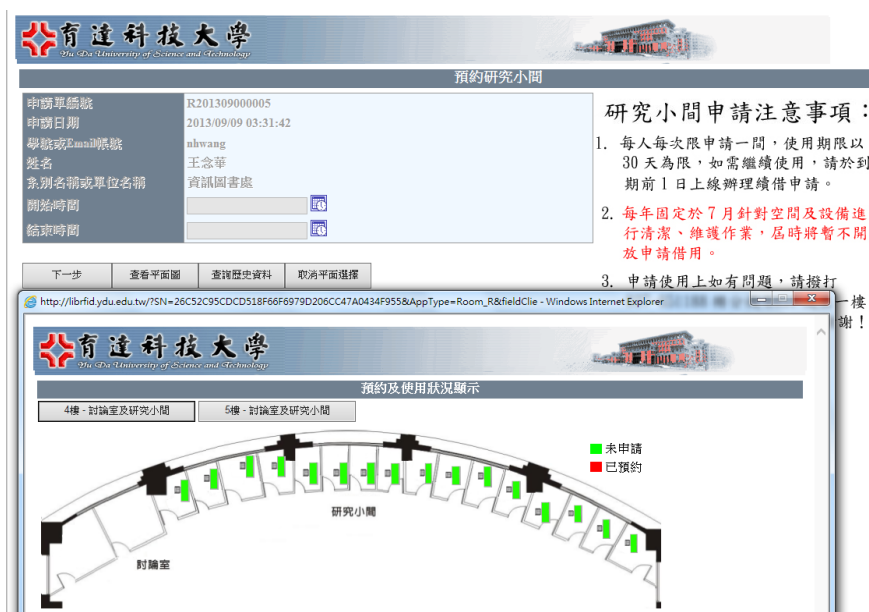 育達科技大學
Yu Da University of Science and Technology
預約研究小間
申請單編號 R201309000005
申請日期 2013/09/09 03:31:42
學號或Email帳號 nhwang
姓名 王念華
系別名稱或單位名稱 資訊圖書處
開始時間
結束時間
下一步 查看平面圖 查詢歷史資料 取消平面選擇
研究小間申請注意事項：
1. 每人每次限申請一間，使用期限以
30天為限，如需繼續使用，請於到
期前1日上線辦理續借申請。
2. 每年固定於7月針對空間及設備進
行清潔、維護作業，屆時將暫不開
放申請借用。
3. 申請使用上如有問題，請撥打
一樓
謝！
http://librfid.ydu.edu.tw/?SN=26C52C95CDCD518F66F6979D206CC47A0434F955&AppType=Room_R&fieldClie - Windows Internet Explorer
育達科技大學
Yu Da University of Science and Technology
預約及使用狀況顯示
4樓 - 討論室及研究小間 5樓 - 討論室及研究小間
未申請
已預約
研究小間
討論室